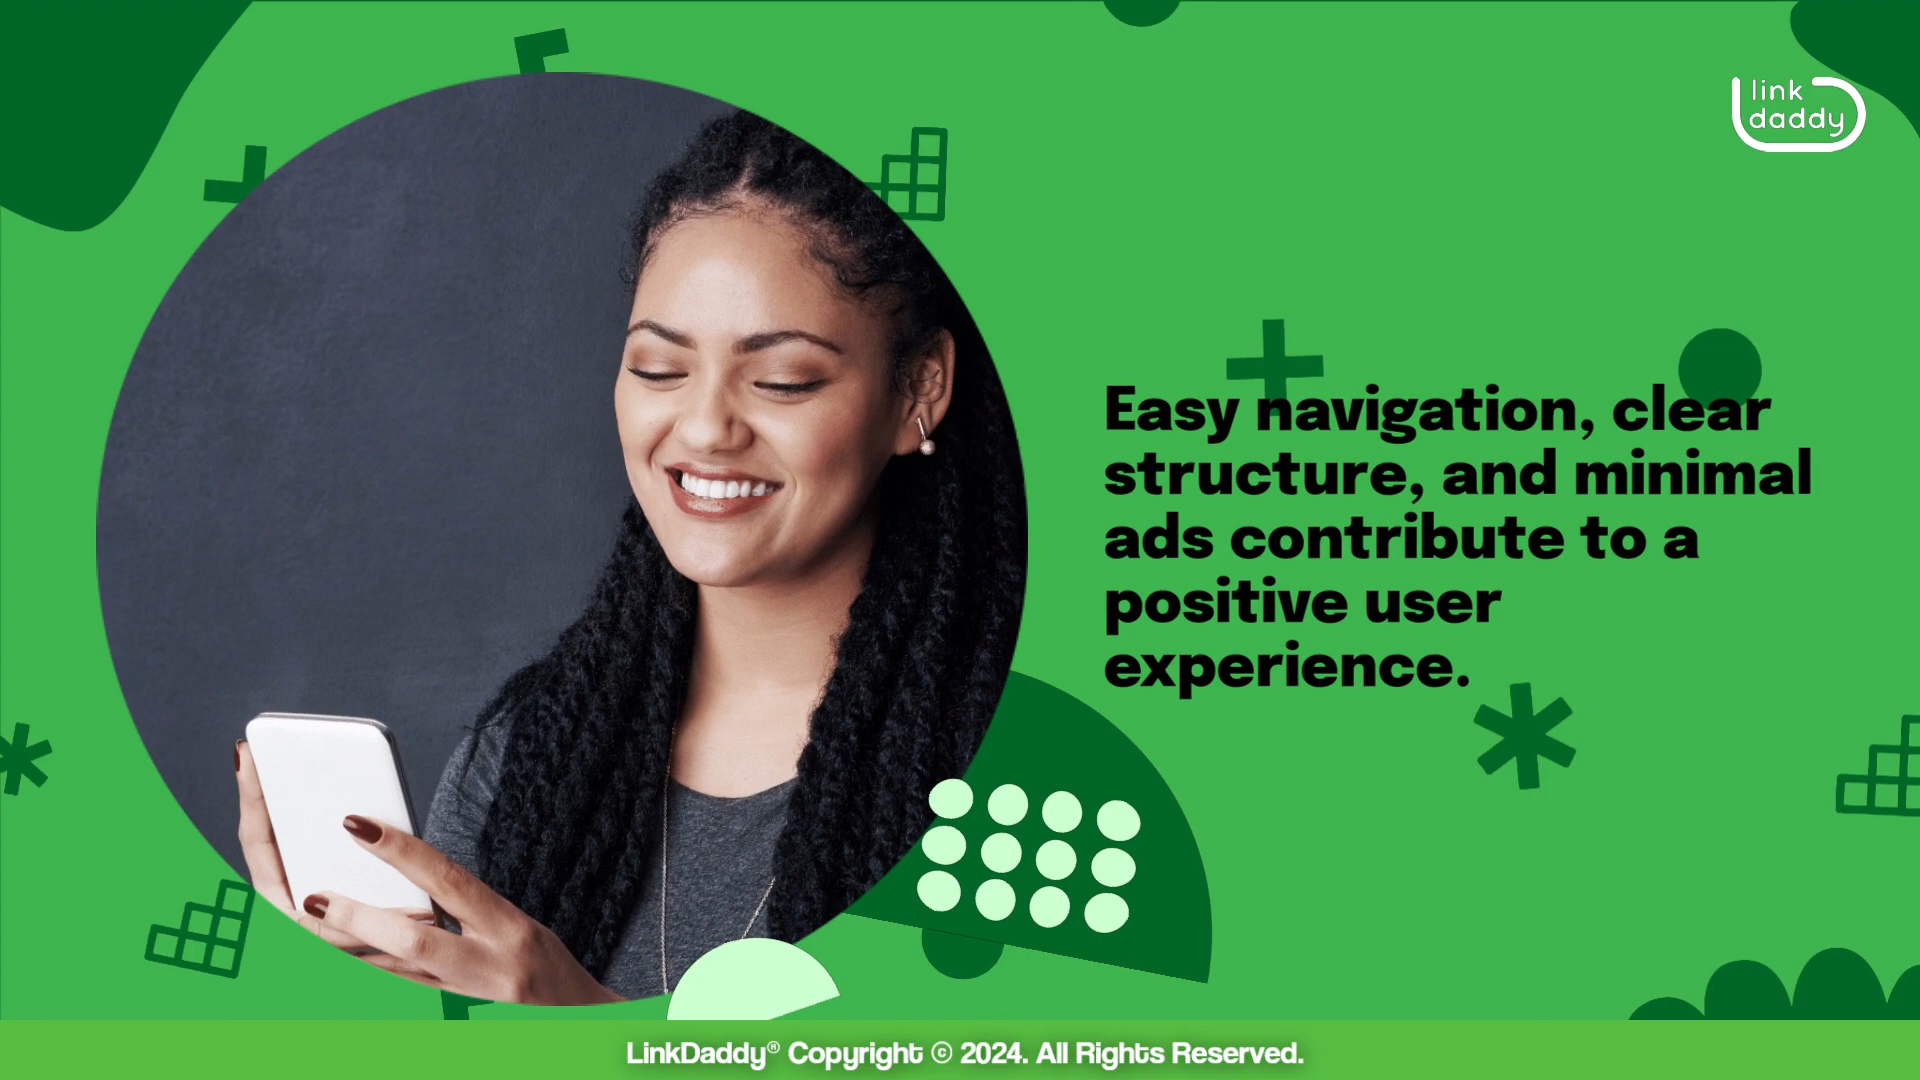 link
daddy
Easy navigation, clear
structure, and minimal
ads contribute to a
positive user
experience.
LinkDaddy® Copyright © 2024. All Rights Reserved.